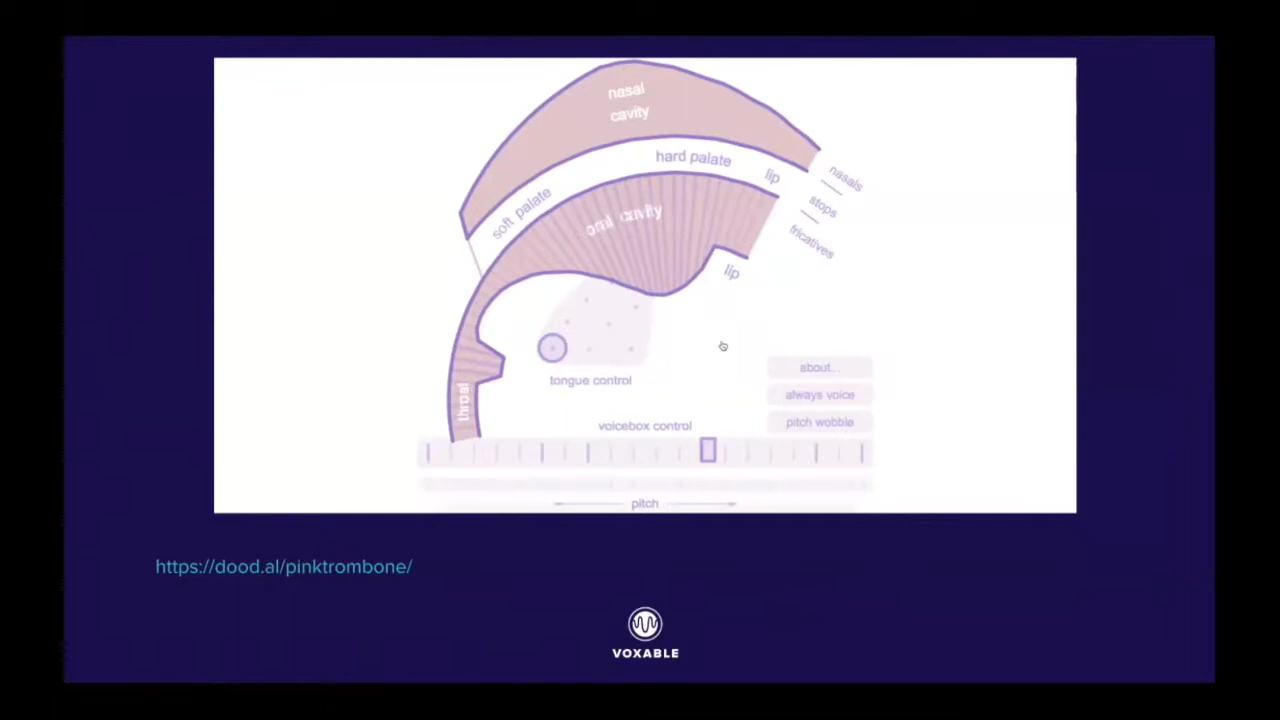 nasal
cavity
hard palate
lip
nasals
stops
fricatives
soft palate
oral cavity
lip
throat
tongue control
about...
always voice
pitch wobble
voicebox control
pitch
https://dood.al/pinktrombone/
VOXABLE